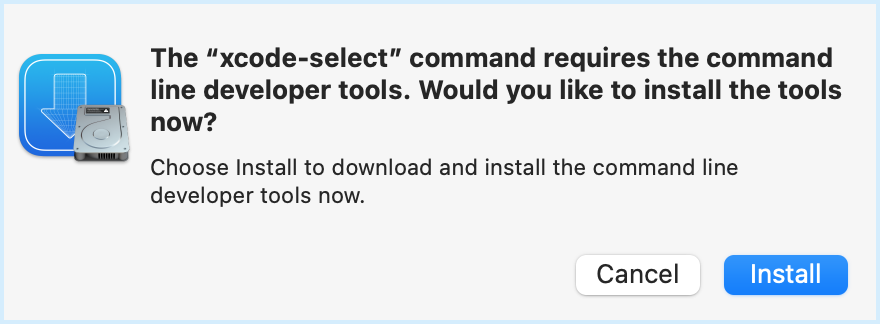 The “xcode-select” command requires the command
line developer tools. Would you like to install the tools
now?
Choose Install to download and install the command line
developer tools now.
Cancel
Install